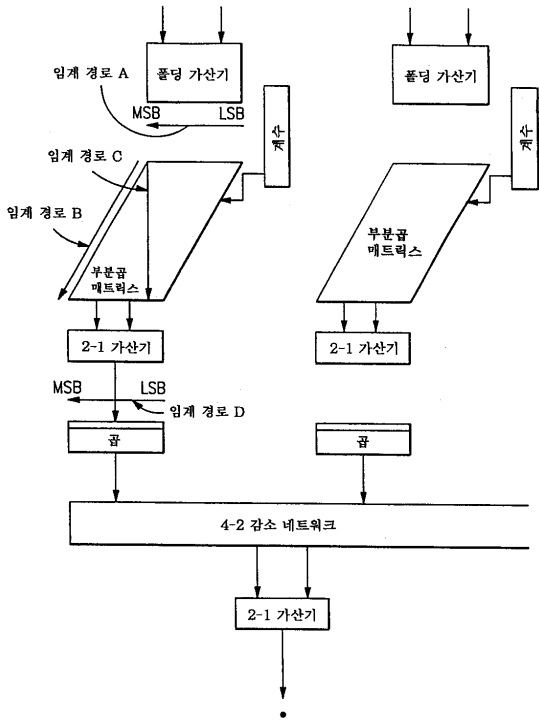 폴딩 가산기
폴딩 가산기
임계 경로 A
MSB
LSB
계수
계수
임계 경로 C
임계 경로 B
부분곱
매트릭스
부분곱
매트릭스
2-1 가산기
2-1 가산기
MSB
LSB
임계 경로 D
곱
곱
4-2 감소 네트워크
2-1 가산기